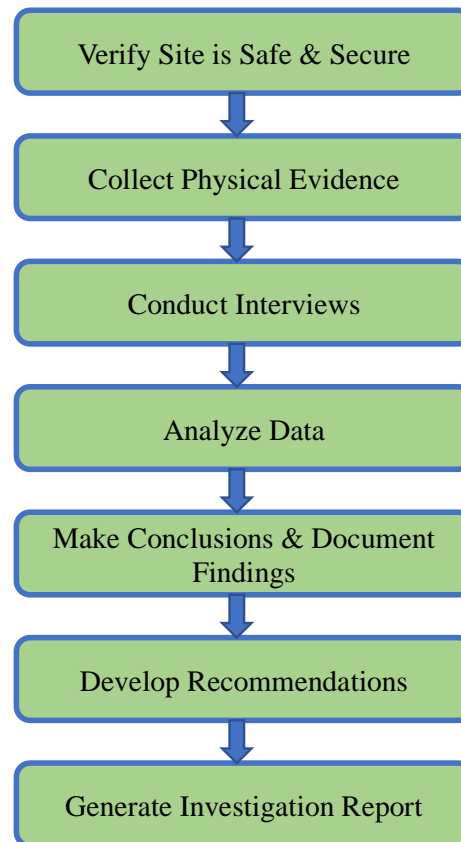 Verify Site is Safe & Secure
Collect Physical Evidence
Conduct Interviews
Analyze Data
Make Conclusions & Document
Findings
Develop Recommendations
Generate Investigation Report